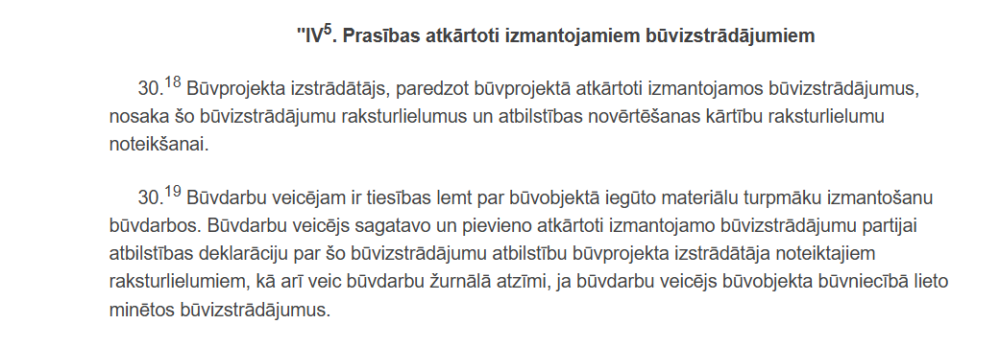 "IV⁵. Prasības atkārtoti izmantojamiem būvizstrādājumiem
30.¹⁸ Būvprojekta izstrādātājs, paredzot būvprojektā atkārtoti izmantojamos būvizstrādājumus,
nosaka šo būvizstrādājumu raksturlielumus un atbilstības novērtēšanas kārtību raksturlielumu
noteikšanai.
30.¹⁹ Būvdarbu veicējam ir tiesības lemt par būvobjektā iegūto materiālu turpmāku izmantošanu
būvdarbos. Būvdarbu veicējs sagatavo un pievieno atkārtoti izmantojamo būvizstrādājumu partijai
atbilstības deklarāciju par šo būvizstrādājumu atbilstību būvprojekta izstrādātāja noteiktajiem
raksturlielumiem, kā arī veic būvdarbu žurnālā atzīmi, ja būvdarbu veicējs būvobjekta būvniecībā lieto
minētos būvizstrādājumus.